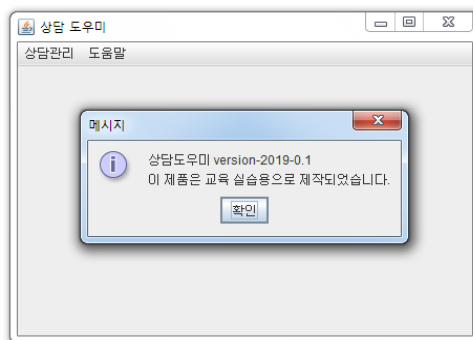 상담 도우미
상담관리 도움말
메시지
상담도우미 version-2019-0.1
이 제품은 교육 실습용으로 제작되었습니다.
확인